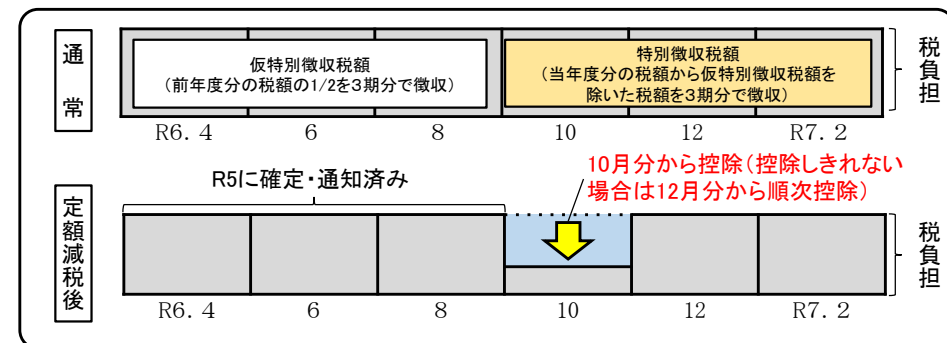 通常
仮特別徴収税額
(前年度分の税額の1/2を3期分で徴収)
特別徴収税額
(当年度分の税額から仮特別徴収税額を
除いた税額を3期分で徴収)
税負担
R6.4 6 8 10 12 R7.2
R5に確定・通知済み
10月分から控除(控除しきれない
場合は12月分から順次控除)
定額減税後
税負担
R6.4 6 8 10 12 R7.2